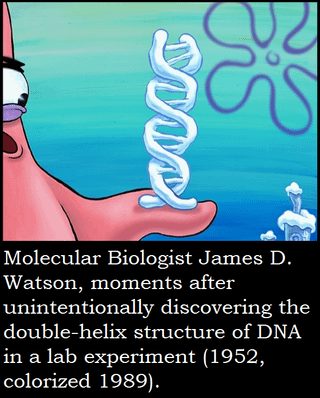 Molecular Biologist James D.
Watson, moments after
unintentionally discovering the
double-helix structure of DNA
in a lab experiment (1952,
colorized 1989).